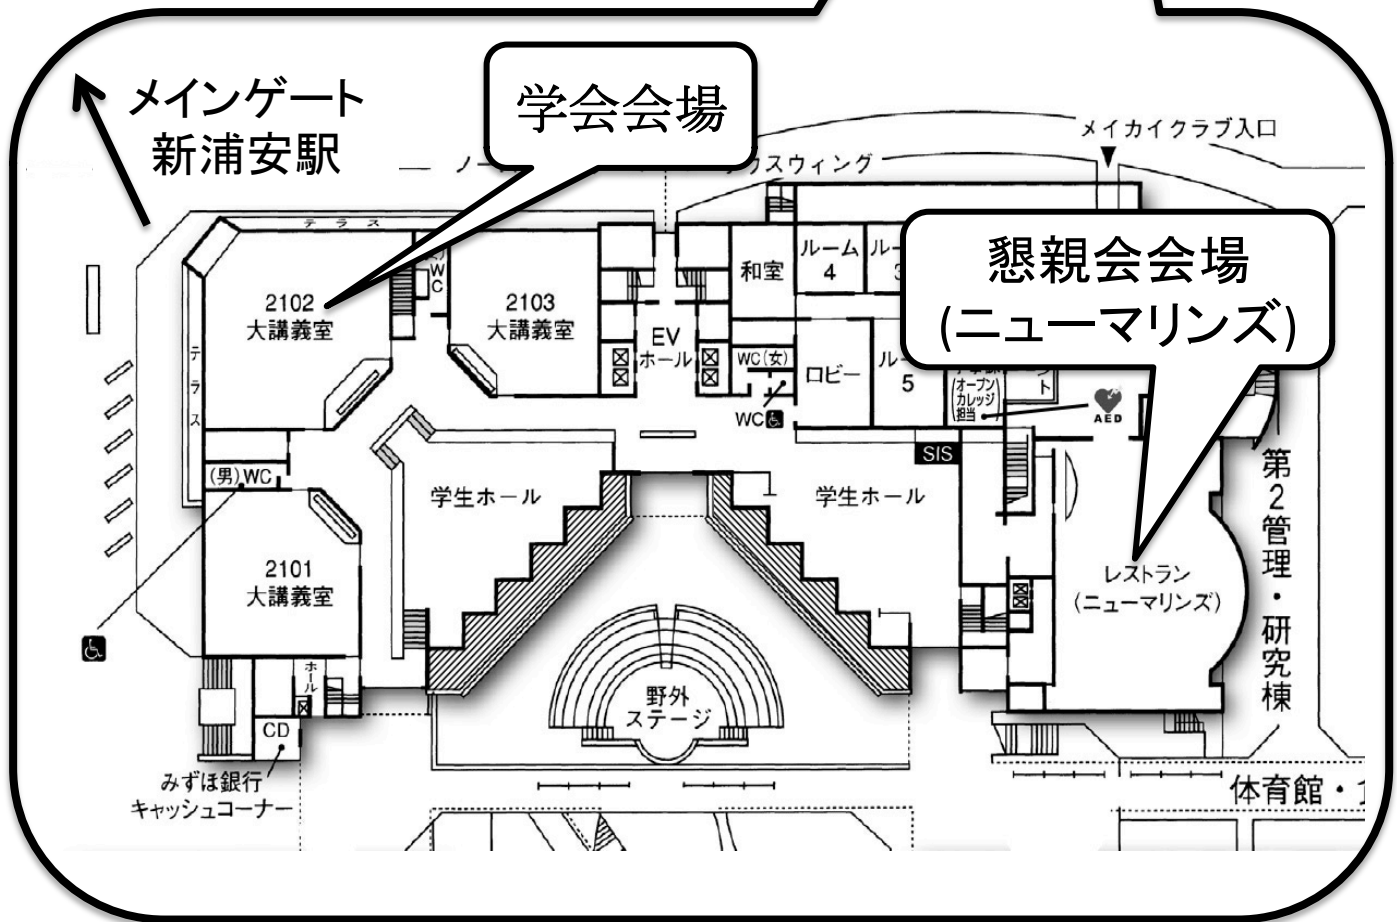 メインゲート
新浦安駅
学会会場
メイカイクラブ入口
ウスウィング
懇親会会場
(ニューマリンズ)
テラス
テラス
2102
大講義室
WC
2103
大講義室
EV
ホール
和室
ルーム
4
WC(女)
WC
ロビー
5
(オープン
カレッジ
担当)
AED
(男)WC
学生ホール
学生ホール
SIS
2101
大講義室
レストラン
(ニューマリンズ)
第2管理・研究棟
ホール
CD
みずほ銀行
キャッシュコーナー
野外
ステージ
体育館・